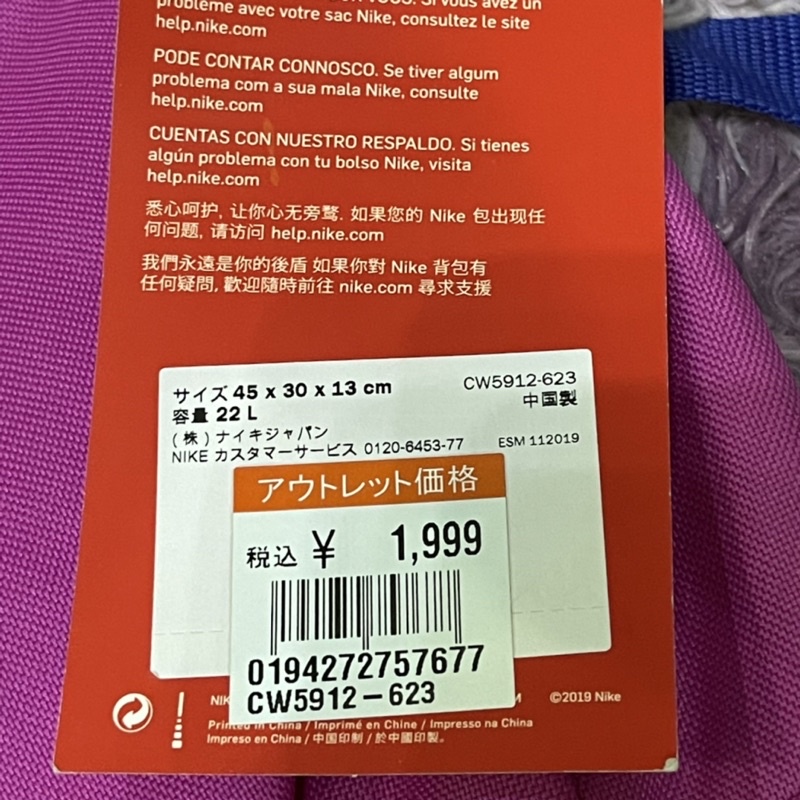 problème avec votre sac Nike, consultez le site
help.nike.com
PODE CONTAR CONNOSCO. Se tiver algum
problema com a sua mala Nike, consulte
help.nike.com
CUENTAS CON NUESTRO RESPALDO. Si tienes
algún problema con tu bolso Nike, visita
help.nike.com
悉心呵护, 让你心无旁骛. 如果您的 Nike 包出现任
何问题, 请访问 help.nike.com
我們永遠是你的後盾 如果你對 Nike 背包有
任何疑問, 歡迎隨時前往 nike.com 尋求支援
サイズ 45 x 30 x 13 cm CW5912-623
容量 22 L 中国製
(株)ナイキジャパン
NIKE カスタマーサービス 0120-6453-77 ESM 112019
アウトレット価格
税込 ¥ 1,999
0194272757677
CW5912-623
©2019 Nike
Printed in China / Imprimé en Chine / Impresso na China
Impreso en China / 中国印制 / 於中國印製。